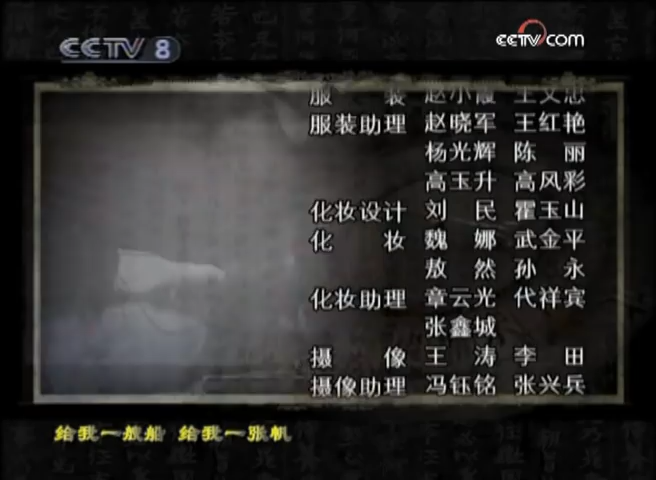 CCTV 8
CCTV.COM
服 装 赵小霞 王文忠
服装助理 赵晓军 王红艳
杨光辉 陈 丽
高玉升 高风彩
化妆设计 刘 民 霍玉山
化 妆 魏 娜 武金平
敖 然 孙 永
化妆助理 章云光 代祥宾
张鑫城
摄 像 王 涛 李 田
摄像助理 冯钰铭 张兴兵
给我一艘船 给我一张帆